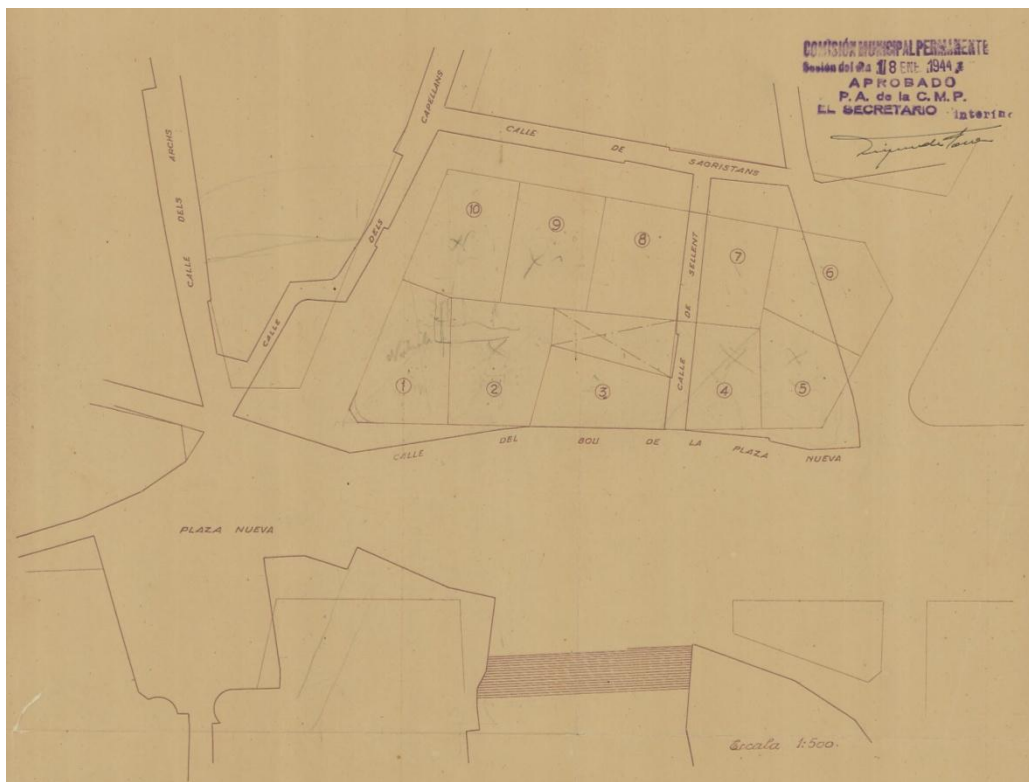 COMISIÓN MUNICIPAL PERMANENTE
Sesión del día 18 ENE. 1944
APROBADO
P. A. de la C. M. P.
EL SECRETARIO interino
CALLE DELS ARCHS
CALLE DELS CAPELLANS
CALLE DE SAGRISTANS
CALLE DE SELLENT
10
9
8
7
6
1
2
3
4
5
CALLE DEL BOU DE LA PLAZA NUEVA
PLAZA NUEVA
Escala 1:500.